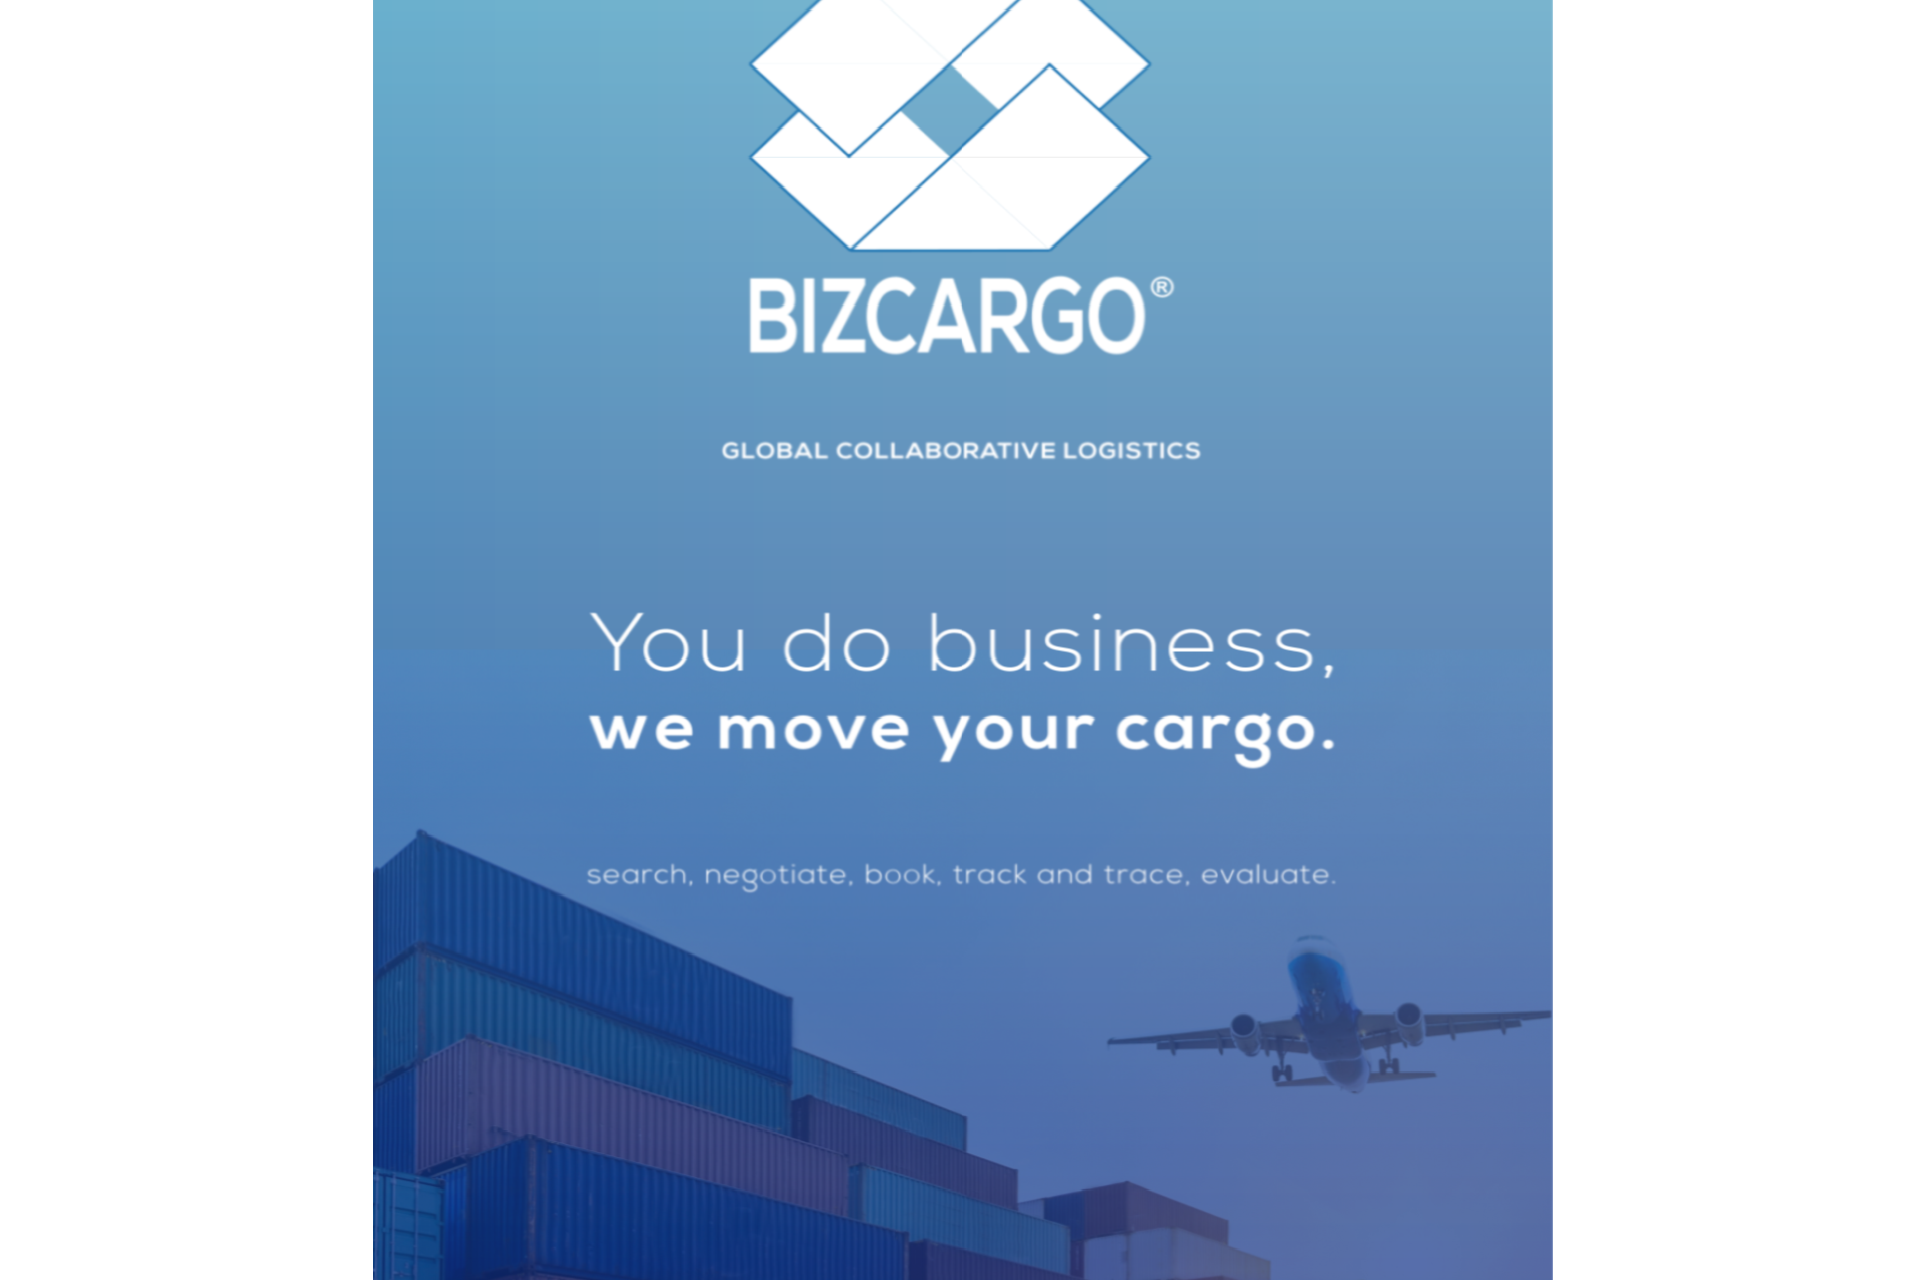 BIZCARGO®
GLOBAL COLLABORATIVE LOGISTICS
You do business,
we move your cargo.
search, negotiate, book, track and trace, evaluate.